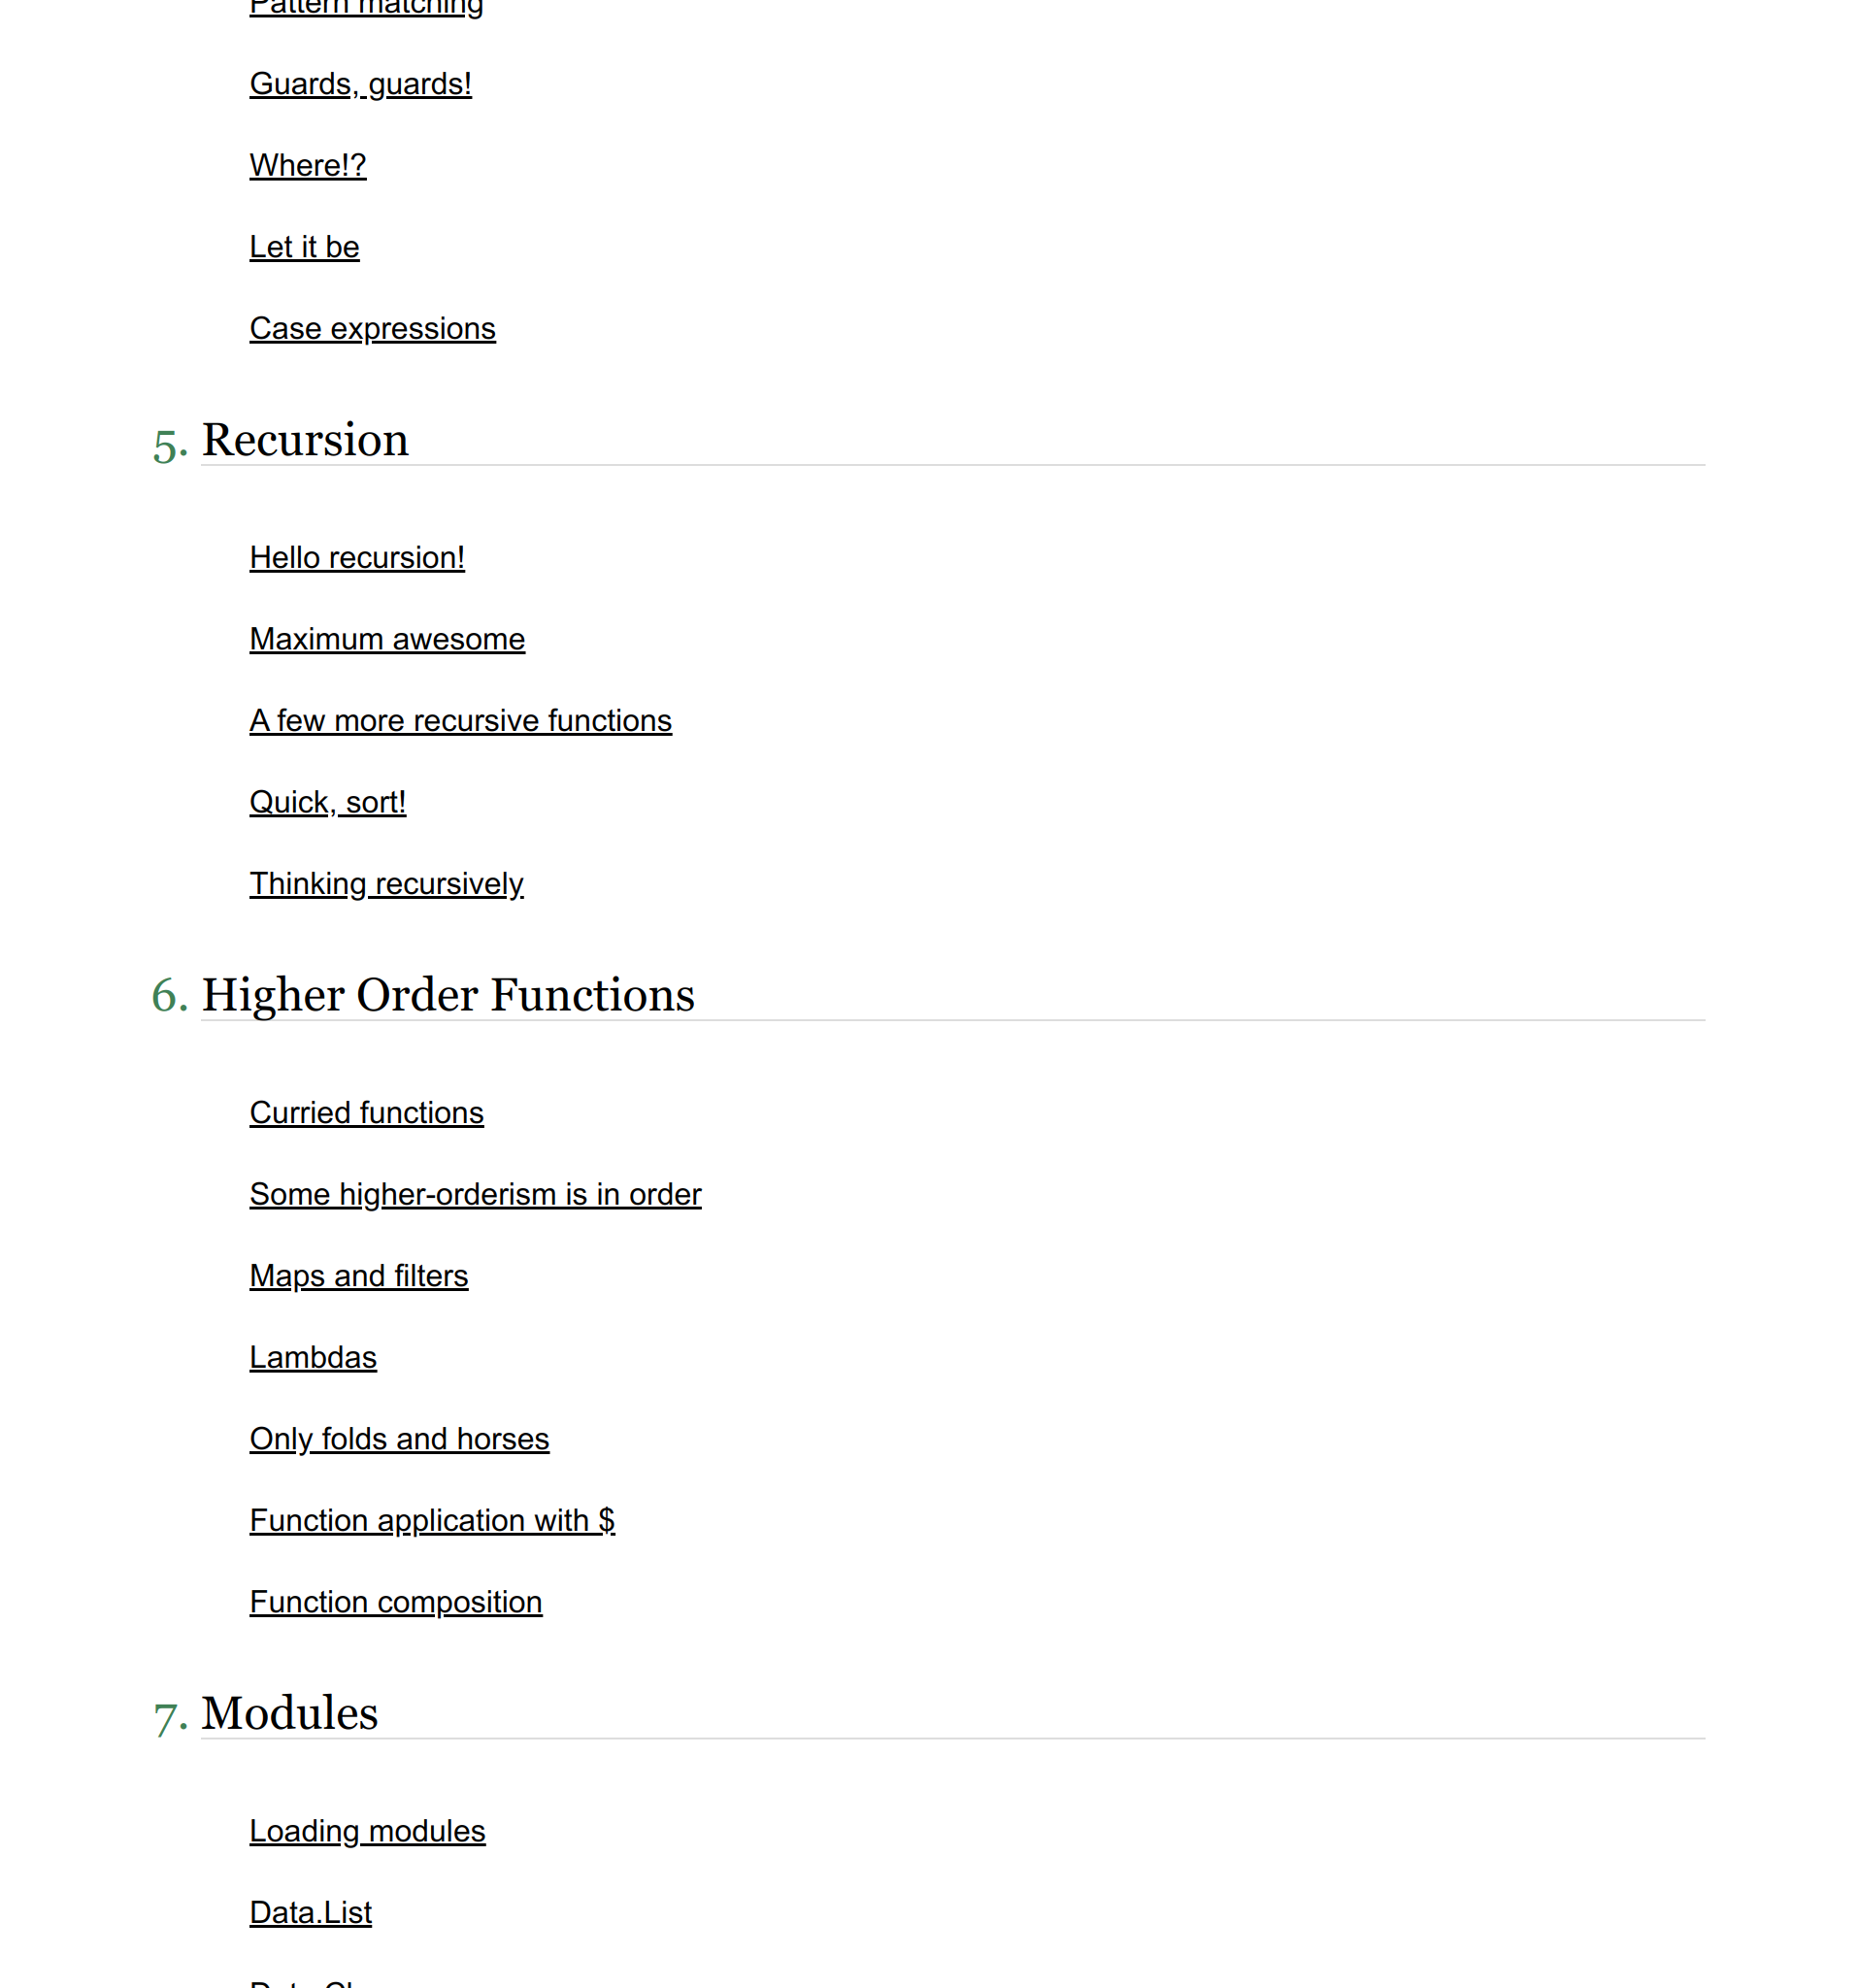 Pattern matching
Guards, guards!
Where!?
Let it be
Case expressions
5. Recursion
Hello recursion!
Maximum awesome
A few more recursive functions
Quick, sort!
Thinking recursively
6. Higher Order Functions
Curried functions
Some higher-orderism is in order
Maps and filters
Lambdas
Only folds and horses
Function application with $
Function composition
7. Modules
Loading modules
Data.List